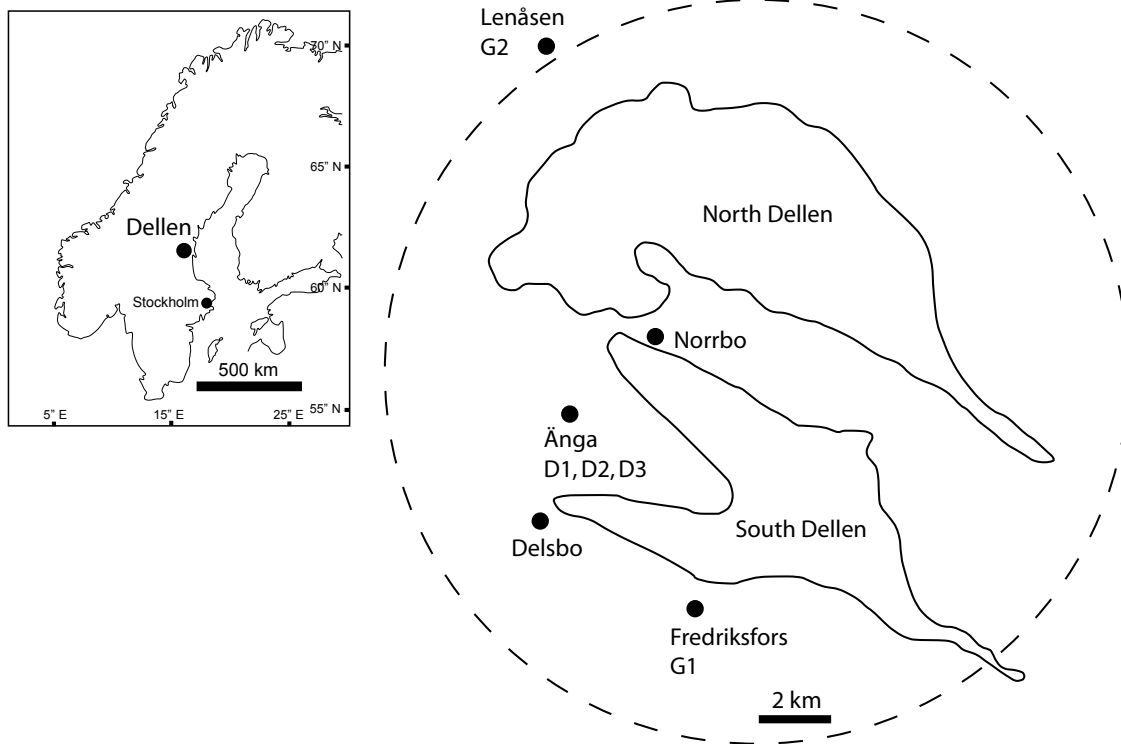 70" N
65" N
Dellen
60" N
Stockholm
500 km
55" N
5" E
15" E
25" E
Lenåsen
G2
North Dellen
Norrbo
Änga
D1, D2, D3
South Dellen
Delsbo
Fredriksfors
G1
2 km